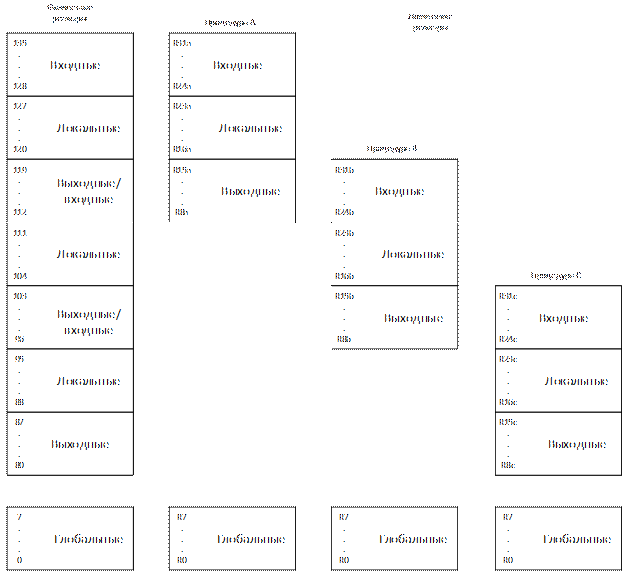 Физические
регистры
135
Входные
128
127
Локальные
120
119
Выходные/
входные
112
111
Локальные
104
103
Выходные/
входные
96
95
Локальные
88
87
Выходные
80
7
Глобальные
0
Процедура A
R31a
Входные
R24a
R23a
Локальные
R16a
R15a
Выходные
R8a
R7
Глобальные
R0
Логические
регистры
Процедура B
R31b
Входные
R24b
R23b
Локальные
R16b
R15b
Выходные
R8b
R7
Глобальные
R0
Процедура C
R31c
Входные
R24c
R23c
Локальные
R16c
R15c
Выходные
R8c
R7
Глобальные
R0